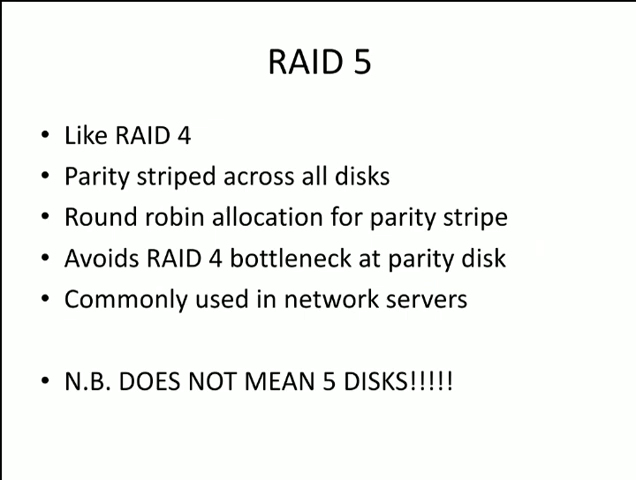 RAID 5
• Like RAID 4
• Parity striped across all disks
• Round robin allocation for parity stripe
• Avoids RAID 4 bottleneck at parity disk
• Commonly used in network servers
• N.B. DOES NOT MEAN 5 DISKS!!!!!